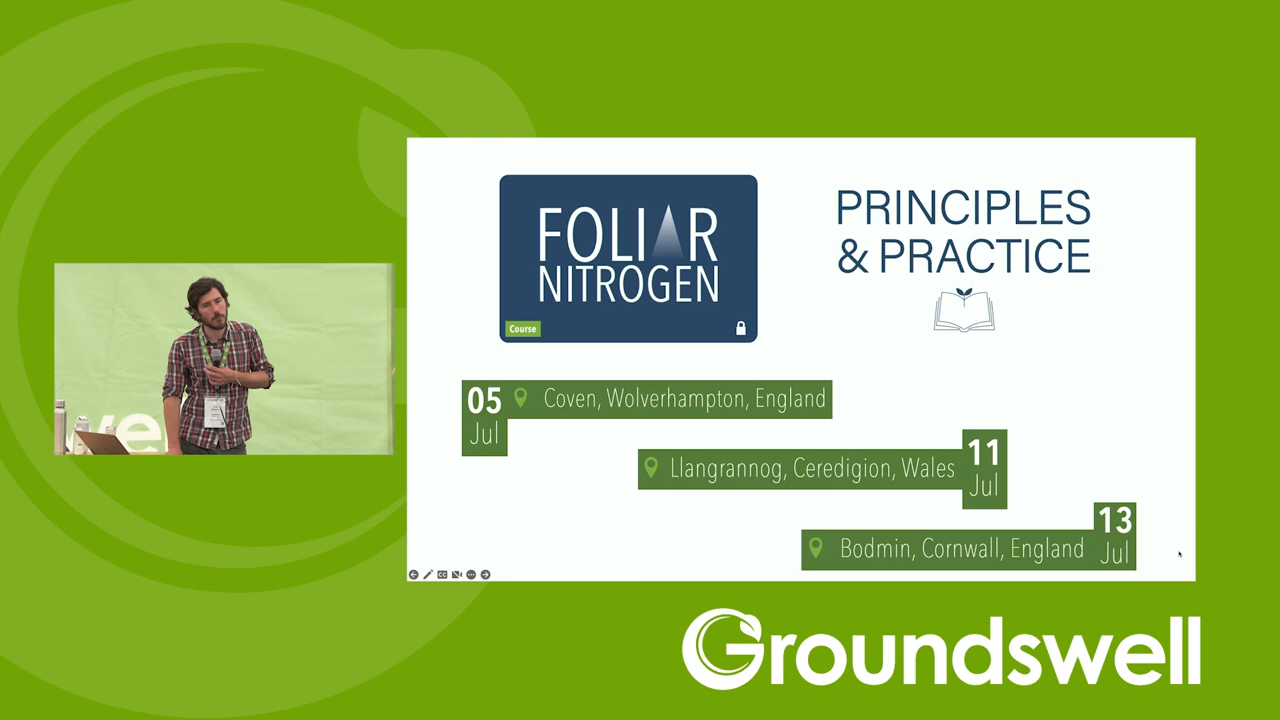 FOLIAR
NITROGEN
Course
PRINCIPLES
& PRACTICE
05
Jul
Coven, Wolverhampton, England
Llangrannog, Ceredigion, Wales
11
Jul
Bodmin, Cornwall, England
13
Jul
we
Groundswell